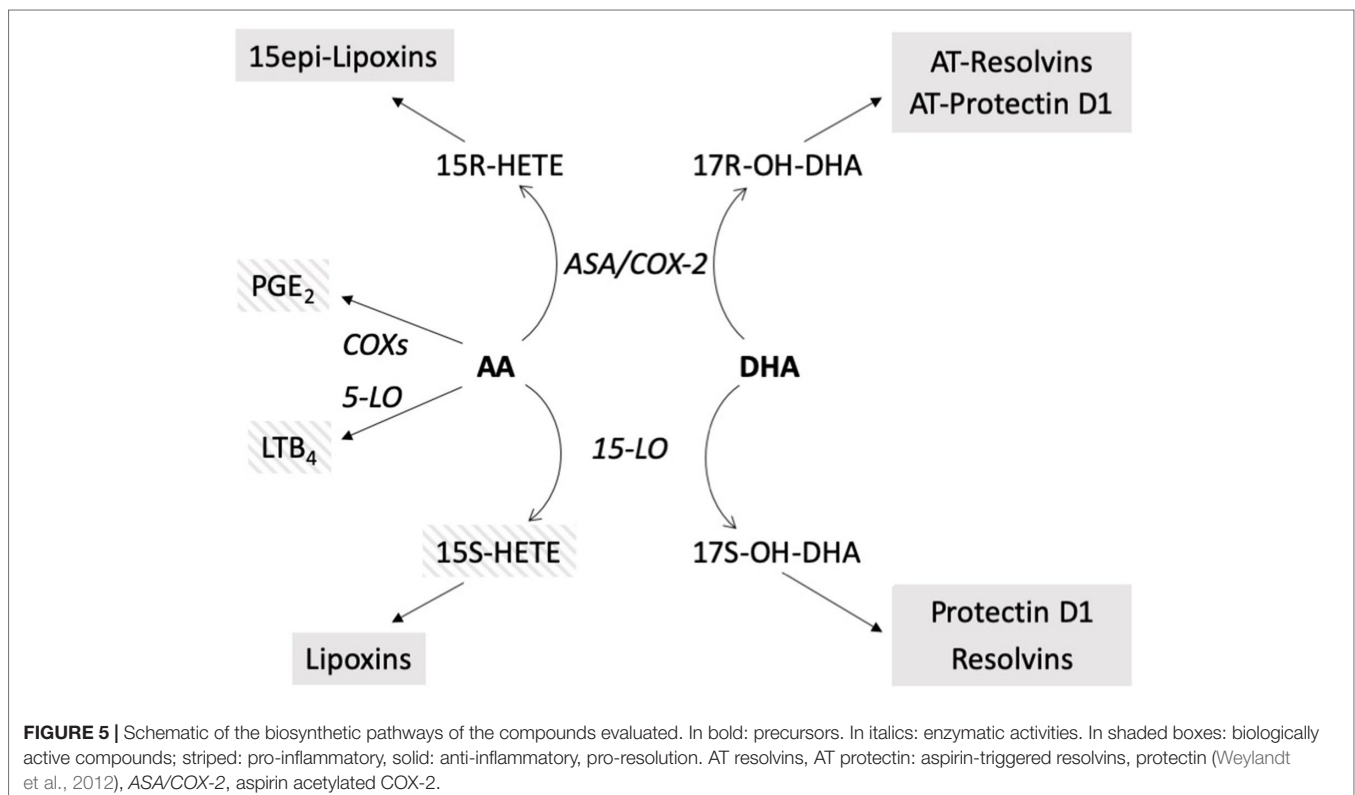 15epi-Lipoxins
AT-Resolvins
AT-Protectin D1
15R-HETE
17R-OH-DHA
ASA/COX-2
PGE₂
COXs
AA
DHA
5-LO
LTB₄
15-LO
15S-HETE
17S-OH-DHA
Lipoxins
Protectin D1
Resolvins
FIGURE 5 | Schematic of the biosynthetic pathways of the compounds evaluated. In bold: precursors. In italics: enzymatic activities. In shaded boxes: biologically
active compounds; striped: pro-inflammatory, solid: anti-inflammatory, pro-resolution. AT resolvins, AT protectin: aspirin-triggered resolvins, protectin (Weylandt
et al., 2012), ASA/COX-2, aspirin acetylated COX-2.